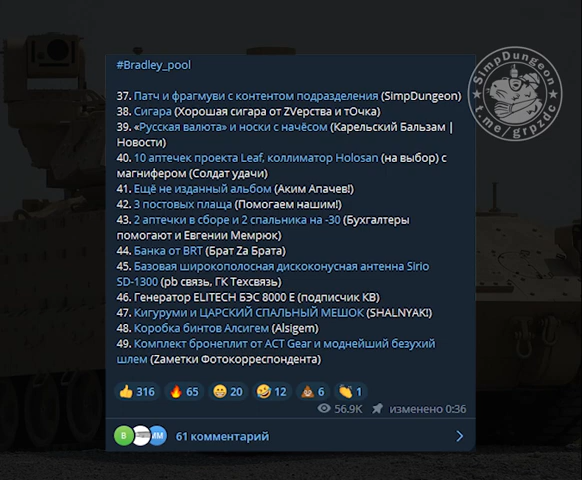 #Bradley_pool
37. Патч и фрагмуви с контентом подразделения (SimpDungeon)
38. Сигара (Хорошая сигара от ZVерства и тОчка)
39. «Русская валюта» и носки с начёсом (Карельский Бальзам |
Новости)
40. 10 аптечек проекта Leaf, коллиматор Holosan (на выбор) с
магнифером (Солдат удачи)
41. Ещё не изданный альбом (Аким Апачев!)
42. 3 постовых плаща (Помогаем нашим!)
43. 2 аптечки в сборе и 2 спальника на -30 (Бухгалтеры
помогают и Евгении Мемрюк)
44. Банка от BRT (Брат Za Брата)
45. Базовая широкополосная дискоконусная антенна Sirio
SD-1300 (pb связь, ГК Техсвязь)
46. Генератор ELITECH БЭС 8000 Е (подписчик КВ)
47. Кигуруми и ЦАРСКИЙ СПАЛЬНЫЙ МЕШОК (SHALNYAK!)
48. Коробка бинтов Алсигем (Alsigem)
49. Комплект бронеплит от ACT Gear и моднейший безухий
шлем (Заметки Фотокорреспондента)
316 65 20 12 6 1
56.9K изменено 0:36
В ММ 61 комментарий
SimpDungeon
t.me/grpzdc